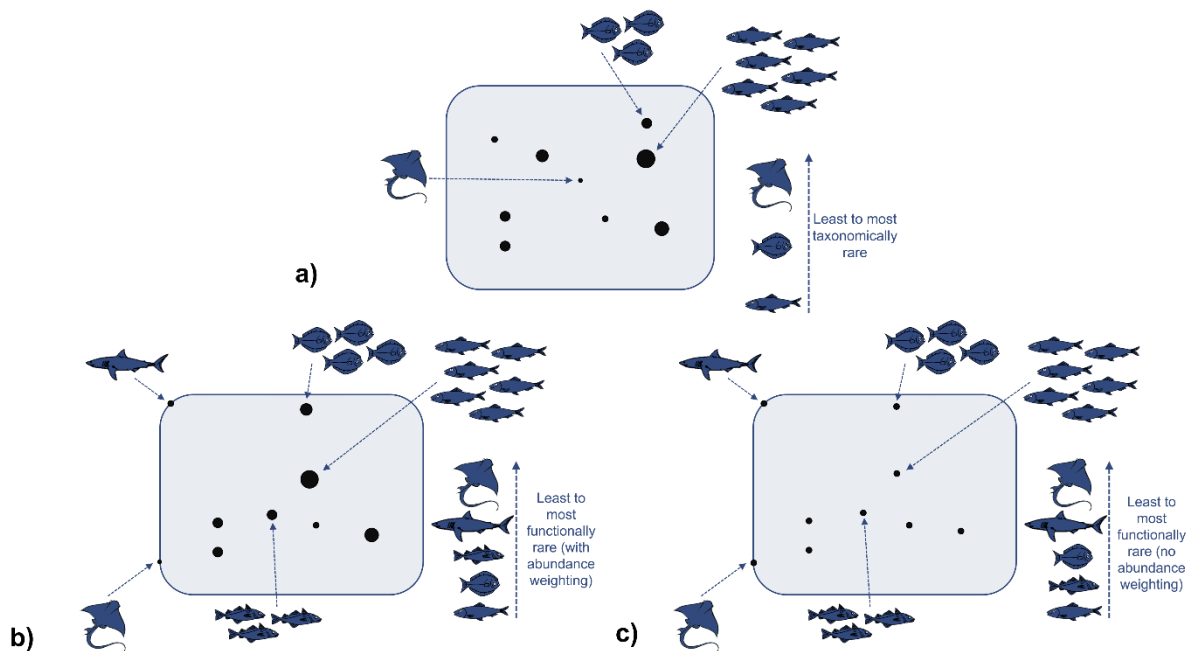 Least to most
taxonomically
rare
a)
Least to
most
functionally
rare (with
abundance
weighting)
b)
Least to
most
functionally
rare (no
abundance
weighting)
c)